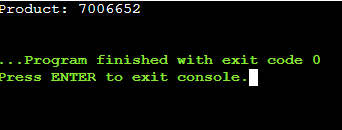 Product: 7006652
...Program finished with exit code 0
Press ENTER to exit console.